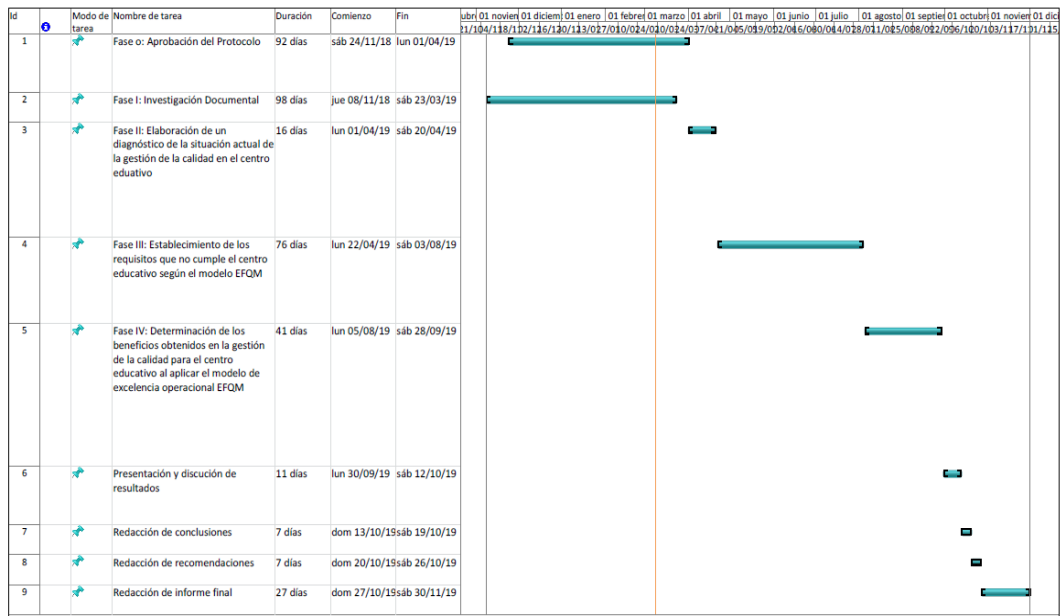 Id Modo de tarea Nombre de tarea Duración Comienzo Fin
01 noviem 01 diciem 01 enero 01 febrer 01 marzo 01 abril 01 mayo 01 junio 01 julio 01 agosto 01 septiem 01 octubr 01 noviem 01 dici
1 Fase o: Aprobación del Protocolo 92 días sáb 24/11/18 lun 01/04/19
2 Fase I: Investigación Documental 98 días jue 08/11/18 sáb 23/03/19
3 Fase II: Elaboración de un 16 días lun 01/04/19 sáb 20/04/19
diagnóstico de la situación actual de
la gestión de la calidad en el centro
eduativo
4 Fase III: Establecimiento de los 76 días lun 22/04/19 sáb 03/08/19
requisitos que no cumple el centro
educativo según el modelo EFQM
5 Fase IV: Determinación de los 41 días lun 05/08/19 sáb 28/09/19
beneficios obtenidos en la gestión
de la calidad para el centro
educativo al aplicar el modelo de
excelencia operacional EFQM
6 Presentación y discución de 11 días lun 30/09/19 sáb 12/10/19
resultados
7 Redacción de conclusiones 7 días dom 13/10/19 sáb 19/10/19
8 Redacción de recomendaciones 7 días dom 20/10/19 sáb 26/10/19
9 Redacción de informe final 27 días dom 27/10/19 sáb 30/11/19